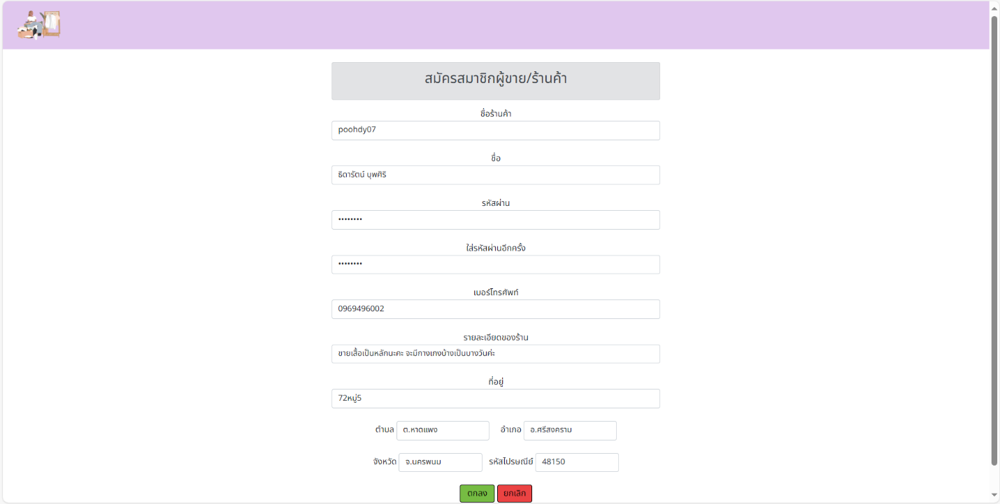 สมัครสมาชิกผู้ขาย/ร้านค้า
ชื่อร้านค้า
poohdy07
ชื่อ
ธิดารัตน์ บุพศิริ
รหัสผ่าน
••••••••
ใส่รหัสผ่านอีกครั้ง
••••••••
เบอร์โทรศัพท์
0969496002
รายละเอียดของร้าน
ขายเสื้อเป็นหลักนะคะ จะมีกางเกงบ้างเป็นบางวันค่ะ
ที่อยู่
72หมู่5
ตำบล ต.หาดแพง อำเภอ อ.ศรีสงคราม
จังหวัด จ.นครพนม รหัสไปรษณีย์ 48150
ตกลง ยกเลิก